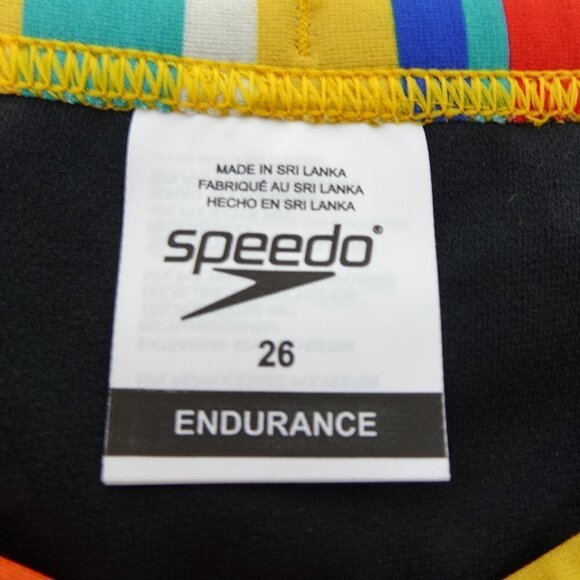 MADE IN SRI LANKA
FABRIQUÉ AU SRI LANKA
HECHO EN SRI LANKA
speedo®
26
ENDURANCE